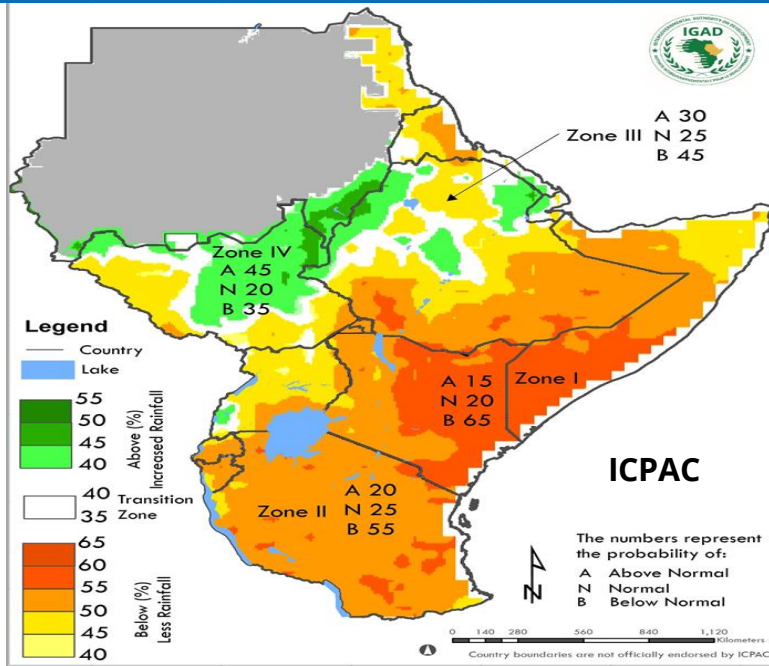 IGAD
A 30
Zone III N 25
B 45
Zone IV
A 45
N 20
B 35
Legend
Country
Lake
55
50
45
40
Above (%)
Increased Rainfall
40
35
Transition
Zone
65
60
55
50
45
40
Below (%)
Less Rainfall
A 15
N 20
B 65
Zone I
Zone II
A 20
N 25
B 55
ICPAC
The numbers represent
the probability of:
A Above Normal
N Normal
B Below Normal
N
0 140 280 560 840 1,120
Kilometers
Country boundaries are not officially endorsed by ICPAC